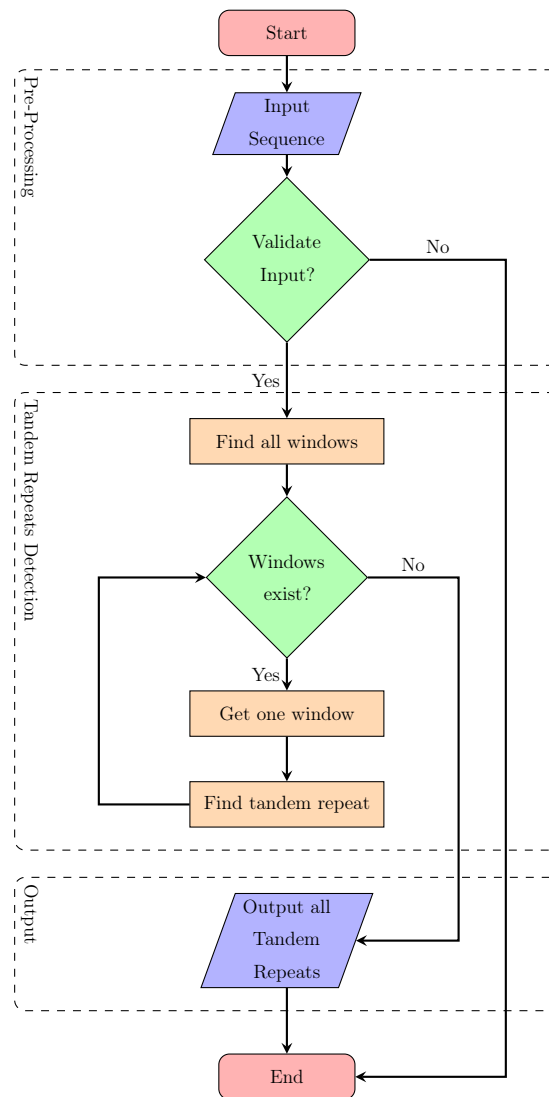 Start
Pre-Processing
Input
Sequence
Validate
Input?
No
Yes
Tandem Repeats Detection
Find all windows
Windows
exist?
No
Yes
Get one window
Find tandem repeat
Output
Output all
Tandem
Repeats
End